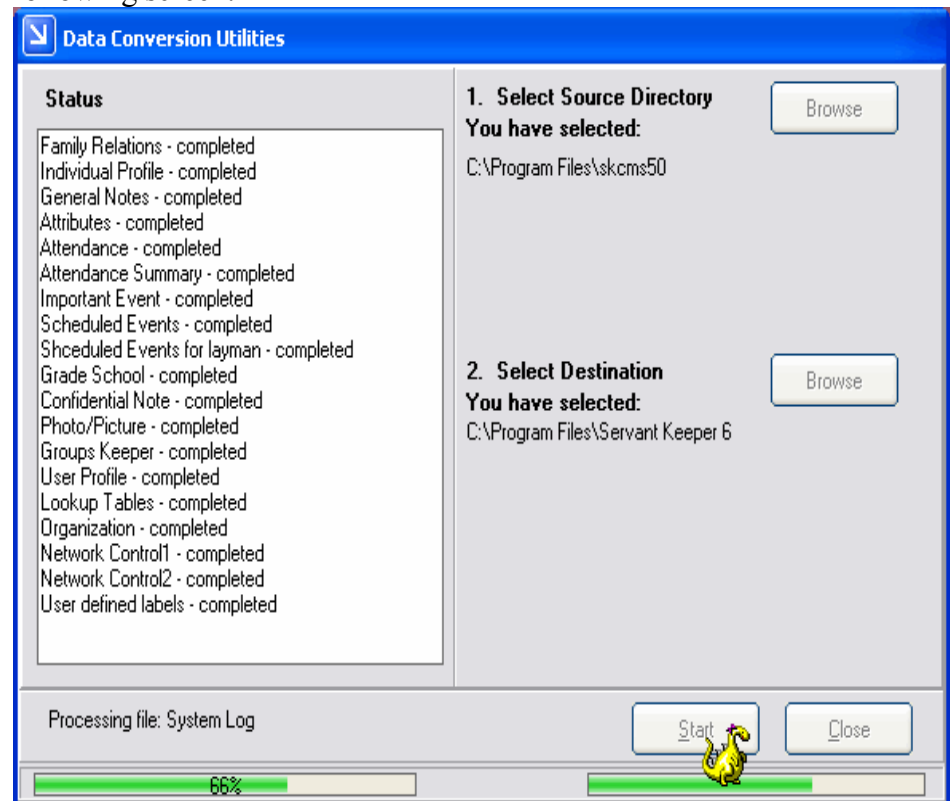 Data Conversion Utilities
Status
Family Relations - completed
Individual Profile - completed
General Notes - completed
Attributes - completed
Attendance - completed
Attendance Summary - completed
Important Event - completed
Scheduled Events - completed
Shceduled Events for layman - completed
Grade School - completed
Confidential Note - completed
Photo/Picture - completed
Groups Keeper - completed
User Profile - completed
Lookup Tables - completed
Organization - completed
Network Control1 - completed
Network Control2 - completed
User defined labels - completed
1. Select Source Directory
Browse
You have selected:
C:\Program Files\skcms50
2. Select Destination
Browse
You have selected:
C:\Program Files\Servant Keeper 6
Processing file: System Log
Start
Close
66%